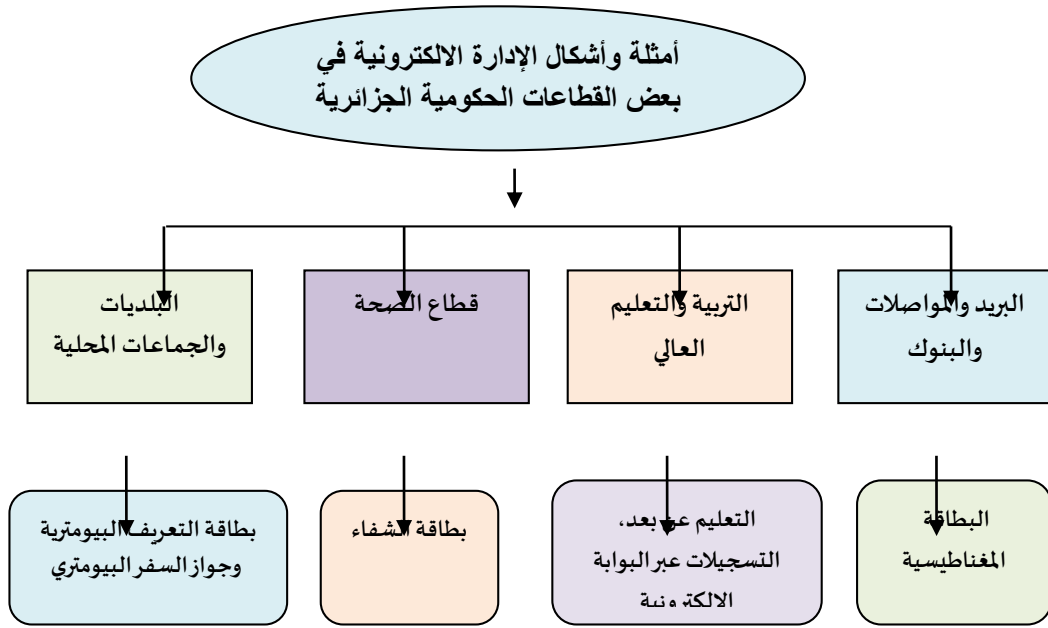 أمثلة وأشكال الإدارة الالكترونية في
بعض القطاعات الحكومية الجزائرية
البريد والمواصلات
والبنوك
التربية والتعليم
العالي
قطاع الصحة
البلديات
والجماعات المحلية
البطاقة
المغناطيسية
التعليم عن بعد،
التسجيلات عبر البوابة
الالكترونية
بطاقة الشفاء
بطاقة التعريف البيومترية
وجواز السفر البيومتري